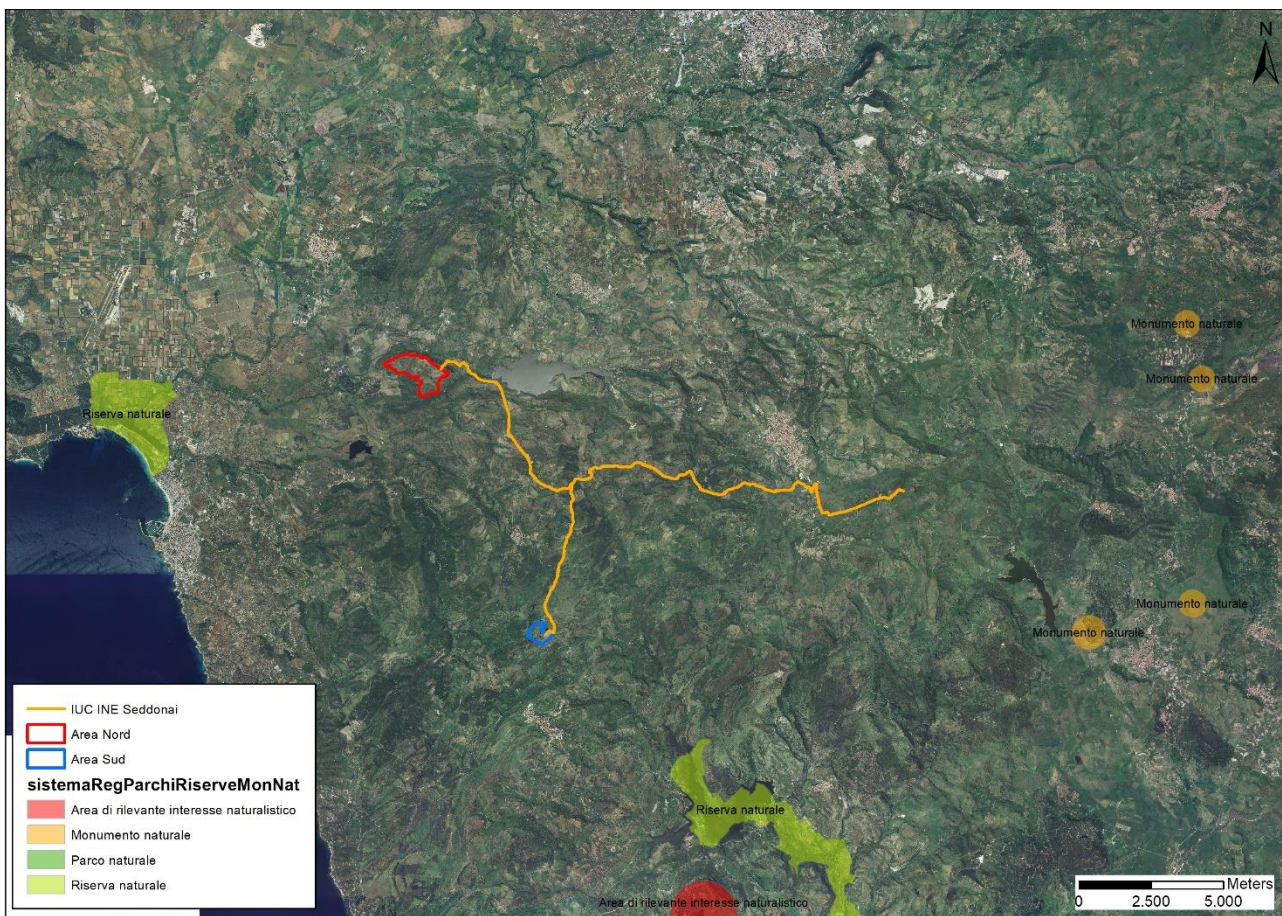 N
Monumento naturale
Monumento naturale
Riserva naturale
Monumento naturale
Monumento naturale
IUC INE Seddonai
Area Nord
Area Sud
sistemaRegParchiRiserveMonNat
Area di rilevante interesse naturalistico
Monumento naturale
Parco naturale
Riserva naturale
Riserva naturale
Area di rilevante interesse naturalistico
Meters
0 2.500 5.000